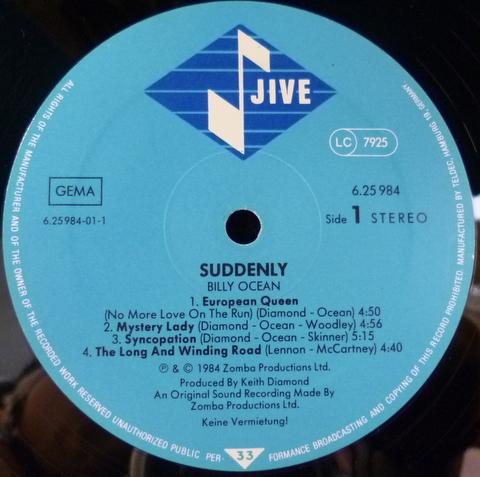 JIVE
LC 7925
GEMA
6.25984-01-1
6.25 984
Side 1 STEREO
SUDDENLY
BILLY OCEAN
1. European Queen
(No More Love On The Run) (Diamond - Ocean) 4:50
2. Mystery Lady (Diamond - Ocean - Woodley) 4:56
3. Syncopation (Diamond - Ocean - Skinner) 5:15
4. The Long And Winding Road (Lennon - McCartney) 4:40
℗ & © 1984 Zomba Productions Ltd.
Produced By Keith Diamond
An Original Sound Recording Made By
Zomba Productions Ltd.
Keine Vermietung!
33
ALL RIGHTS OF THE MANUFACTURER AND OF THE OWNER OF THE RECORDED WORK RESERVED UNAUTHORIZED PUBLIC PER- FORMANCE BROADCASTING AND COPYING OF THIS RECORD PROHIBITED. MANUFACTURED BY TELDEC, HAMBURG 19, GERMANY.